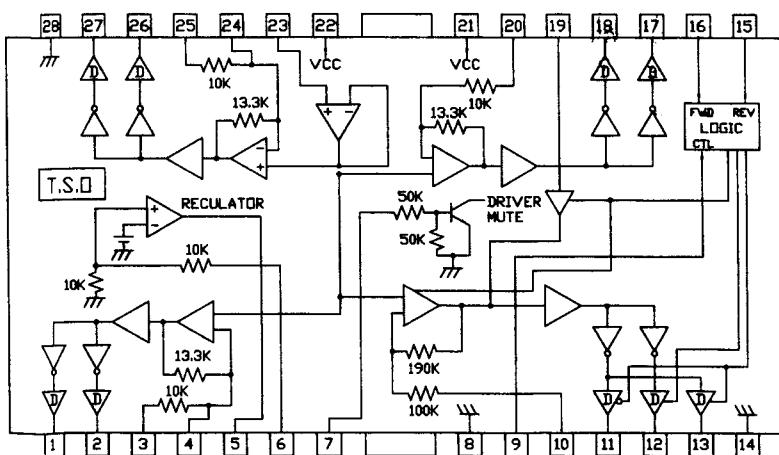 28 27 26 25 24 23 22 21 20 19 18 17 16 15
D D VCC VCC D
10K 10K
13.3K 13.3K FWD REV
LOGIC
CTL
+ - - +
T.S.D
+ - RECULATOR
50K DRIVER
MUTE
50K
10K
10K
190K
13.3K
10K 100K
D D D D D
1 2 3 4 5 6 7 8 9 10 11 12 13 14